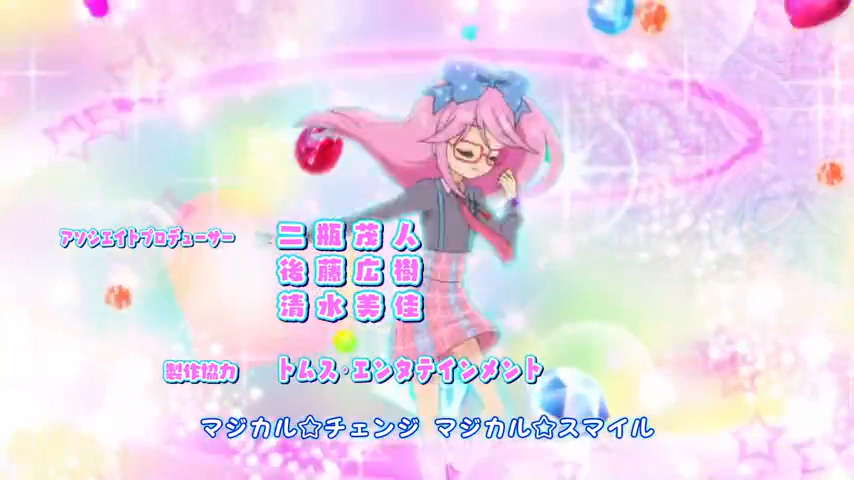 アソシエイトプロデューサー 二瓶茂人
後藤広樹
清水美佳
製作協力 トムス・エンタテインメント
マジカル☆チェンジ マジカル☆スマイル